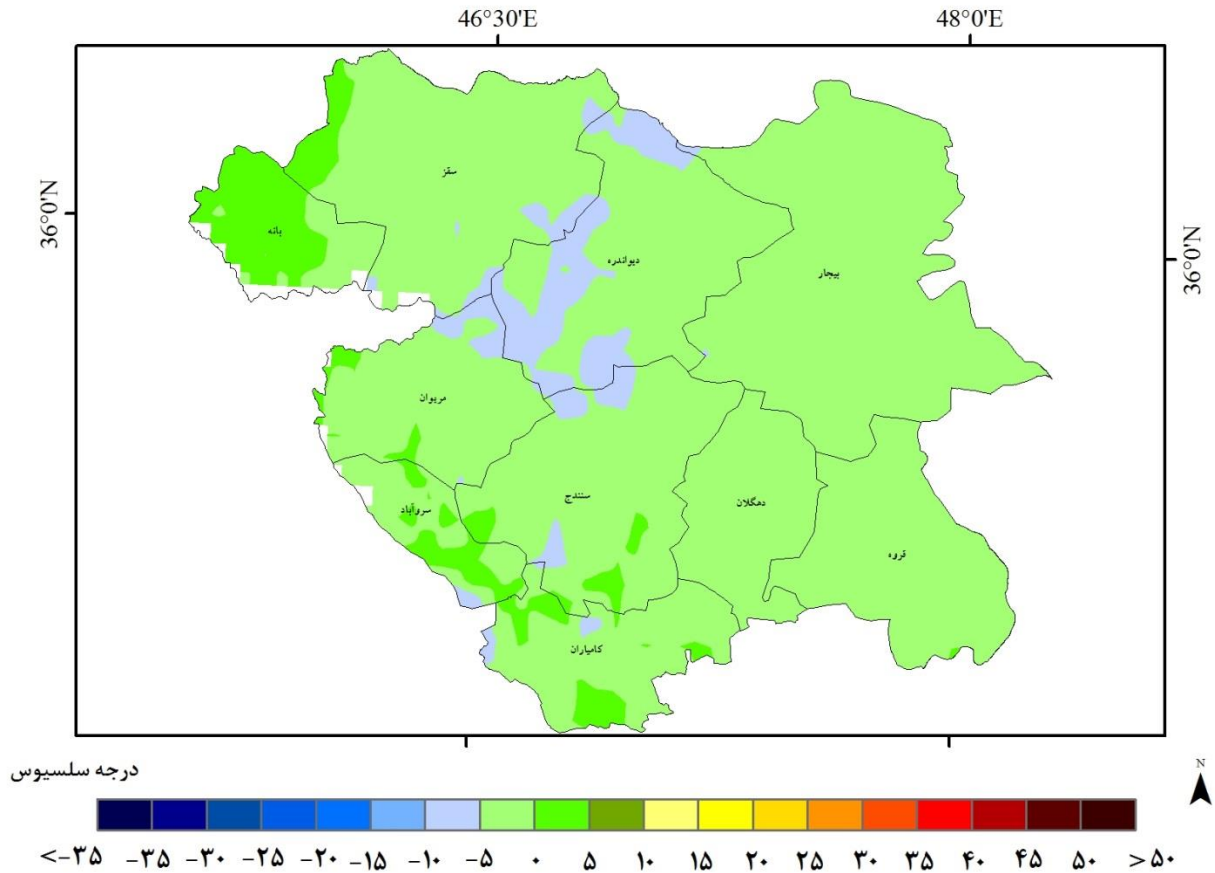 46°30'E 48°0'E
سقز
36°0'N
بانه
دیواندره
بیجار
36°0'N
مریوان
سنندج
دهگلان
سروآباد
قروه
کامیاران
درجه سلسیوس
N
<-۳۵ -۳۵ -۳۰ -۲۵ -۲۰ -۱۵ -۱۰ -۵ ۰ ۵ ۱۰ ۱۵ ۲۰ ۲۵ ۳۰ ۳۵ ۴۰ ۴۵ ۵۰ >۵۰